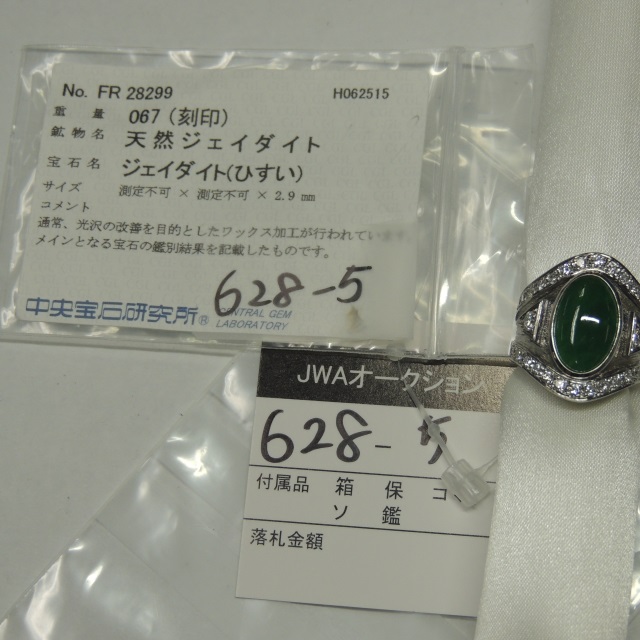 No. FR 28299 H062515
重 量 067 (刻印)
鉱物名 天然ジェイダイト
宝石名 ジェイダイト(ひすい)
サイズ 測定不可 × 測定不可 × 2.9 mm
コメント
通常、光沢の改善を目的としたワックス加工が行われています
メインとなる宝石の鑑別結果を記載したものです。
628-5
中央宝石研究所® CENTRAL GEM
LABORATORY
JWAオークション
628-5
付属品 箱 保 コ
ソ 鑑
落札金額